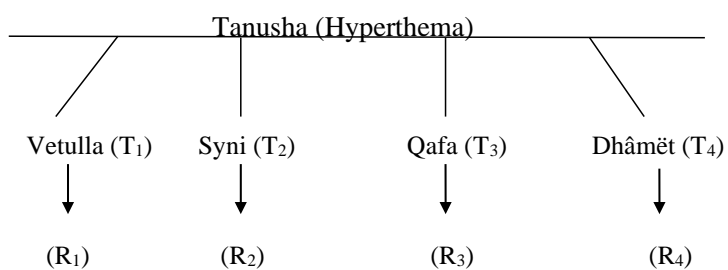 Tanusha (Hyperthema)
Vetulla (T₁) Syni (T₂) Qafa (T₃) Dhâmët (T₄)
(R₁) (R₂) (R₃) (R₄)